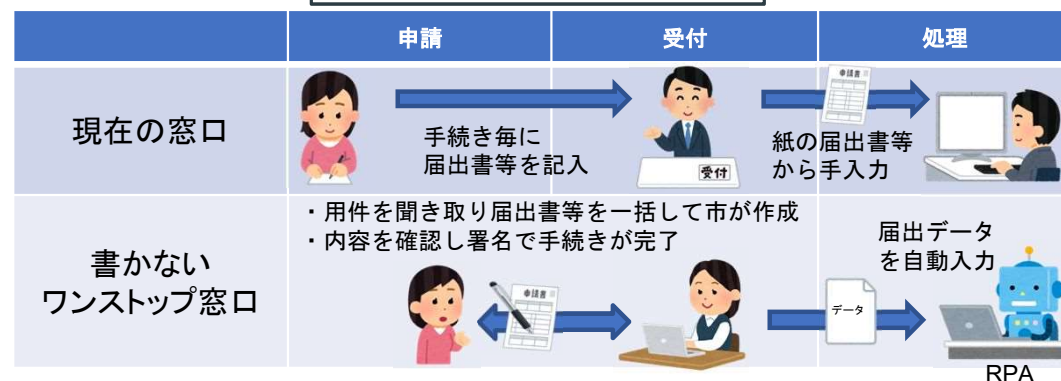 申請
受付
処理
現在の窓口
手続き毎に
届出書等を記入
受付
申請書
紙の届出書等
から手入力
書かない
ワンストップ窓口
・用件を聞き取り届出書等を一括して市が作成
・内容を確認し署名で手続きが完了
申請書
データ
届出データ
を自動入力
RPA